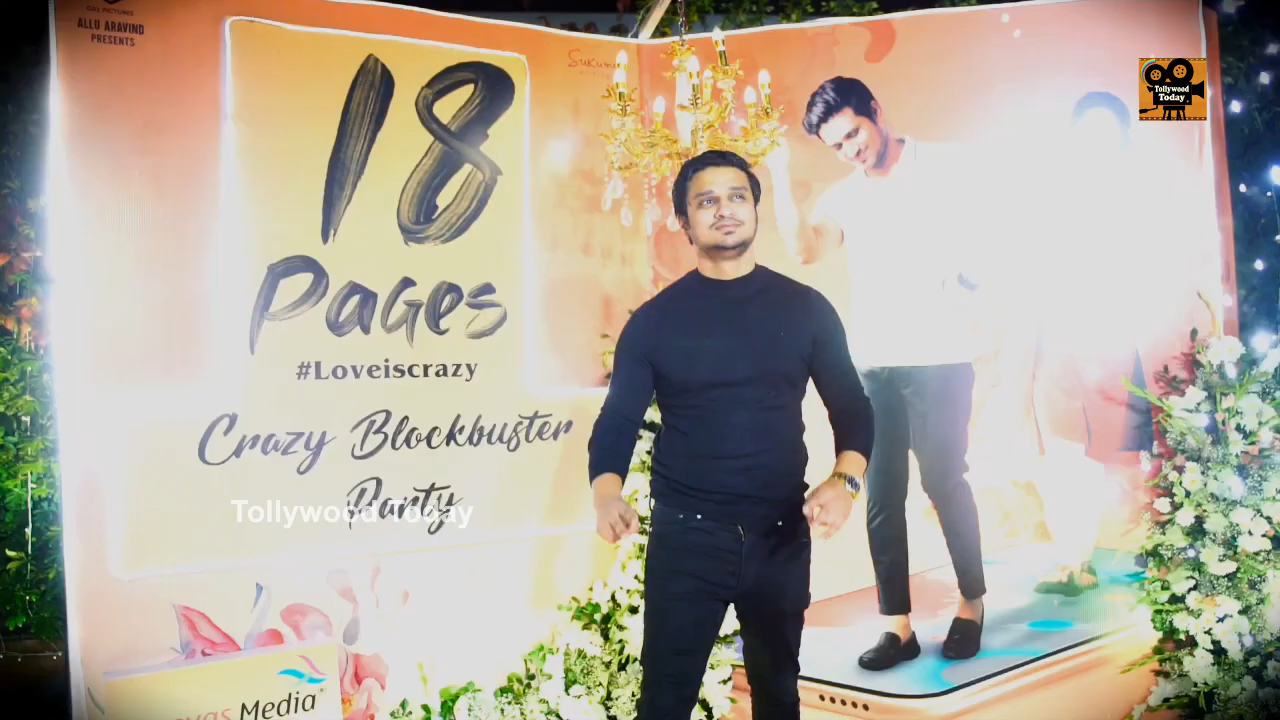 ALLU ARAVIND
PRESENTS
18
Pages
#Loveiscrazy
Crazy Blockbuster
Party
Tollywood Today
Media
Tollywood
Today